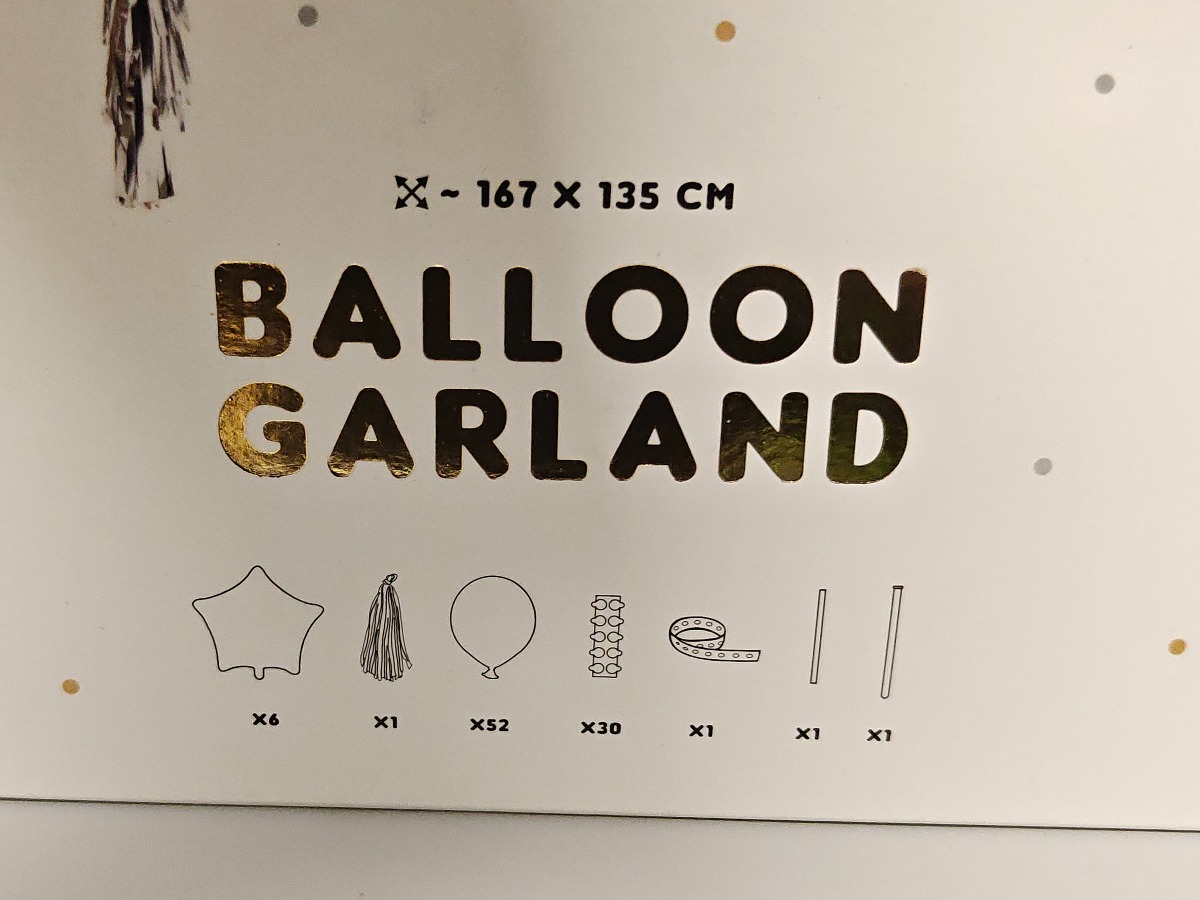 ~ 167 X 135 CM
BALLOON
GARLAND
X6 X1 X52 X30 X1 X1 X1